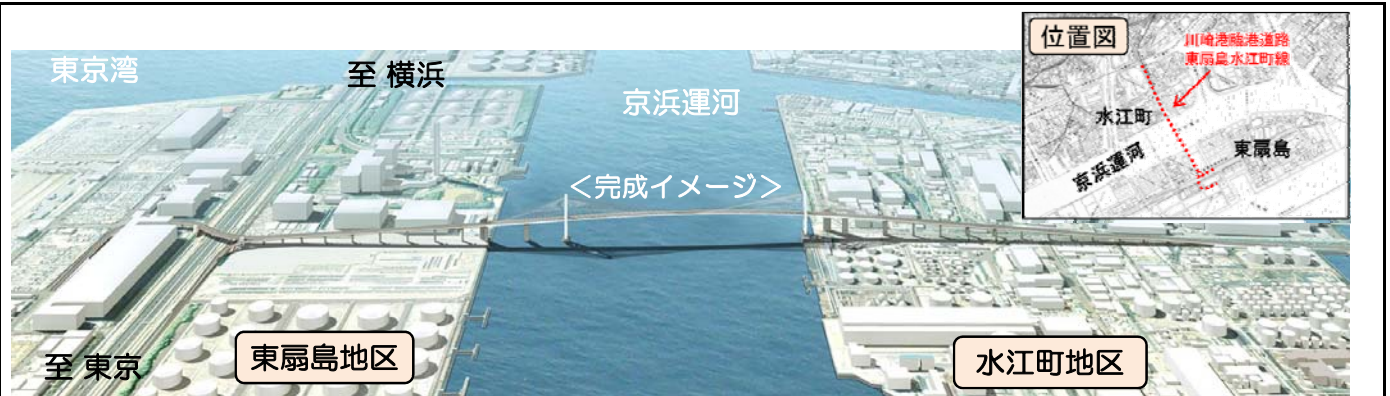 東京湾
至 横浜
京浜運河
<完成イメージ>
至 東京
東扇島地区
水江町地区
位置図
川崎港臨港道路
東扇島水江町線
水江町
京浜運河
東扇島